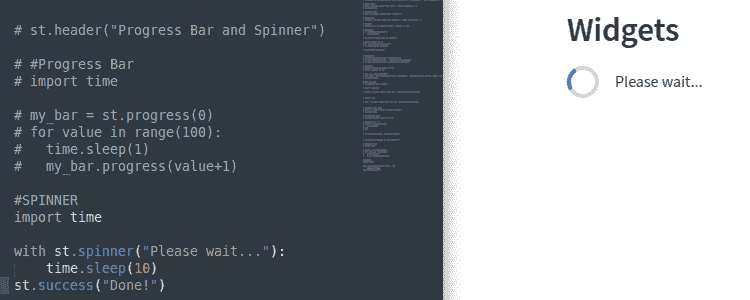 # st.header("Progress Bar and Spinner")
# #Progress Bar
# import time
# my_bar = st.progress(0)
# for value in range(100):
#   time.sleep(1)
#   my_bar.progress(value+1)
#SPINNER
import time
with st.spinner("Please wait..."):
    time.sleep(10)
st.success("Done!")
Widgets
Please wait...